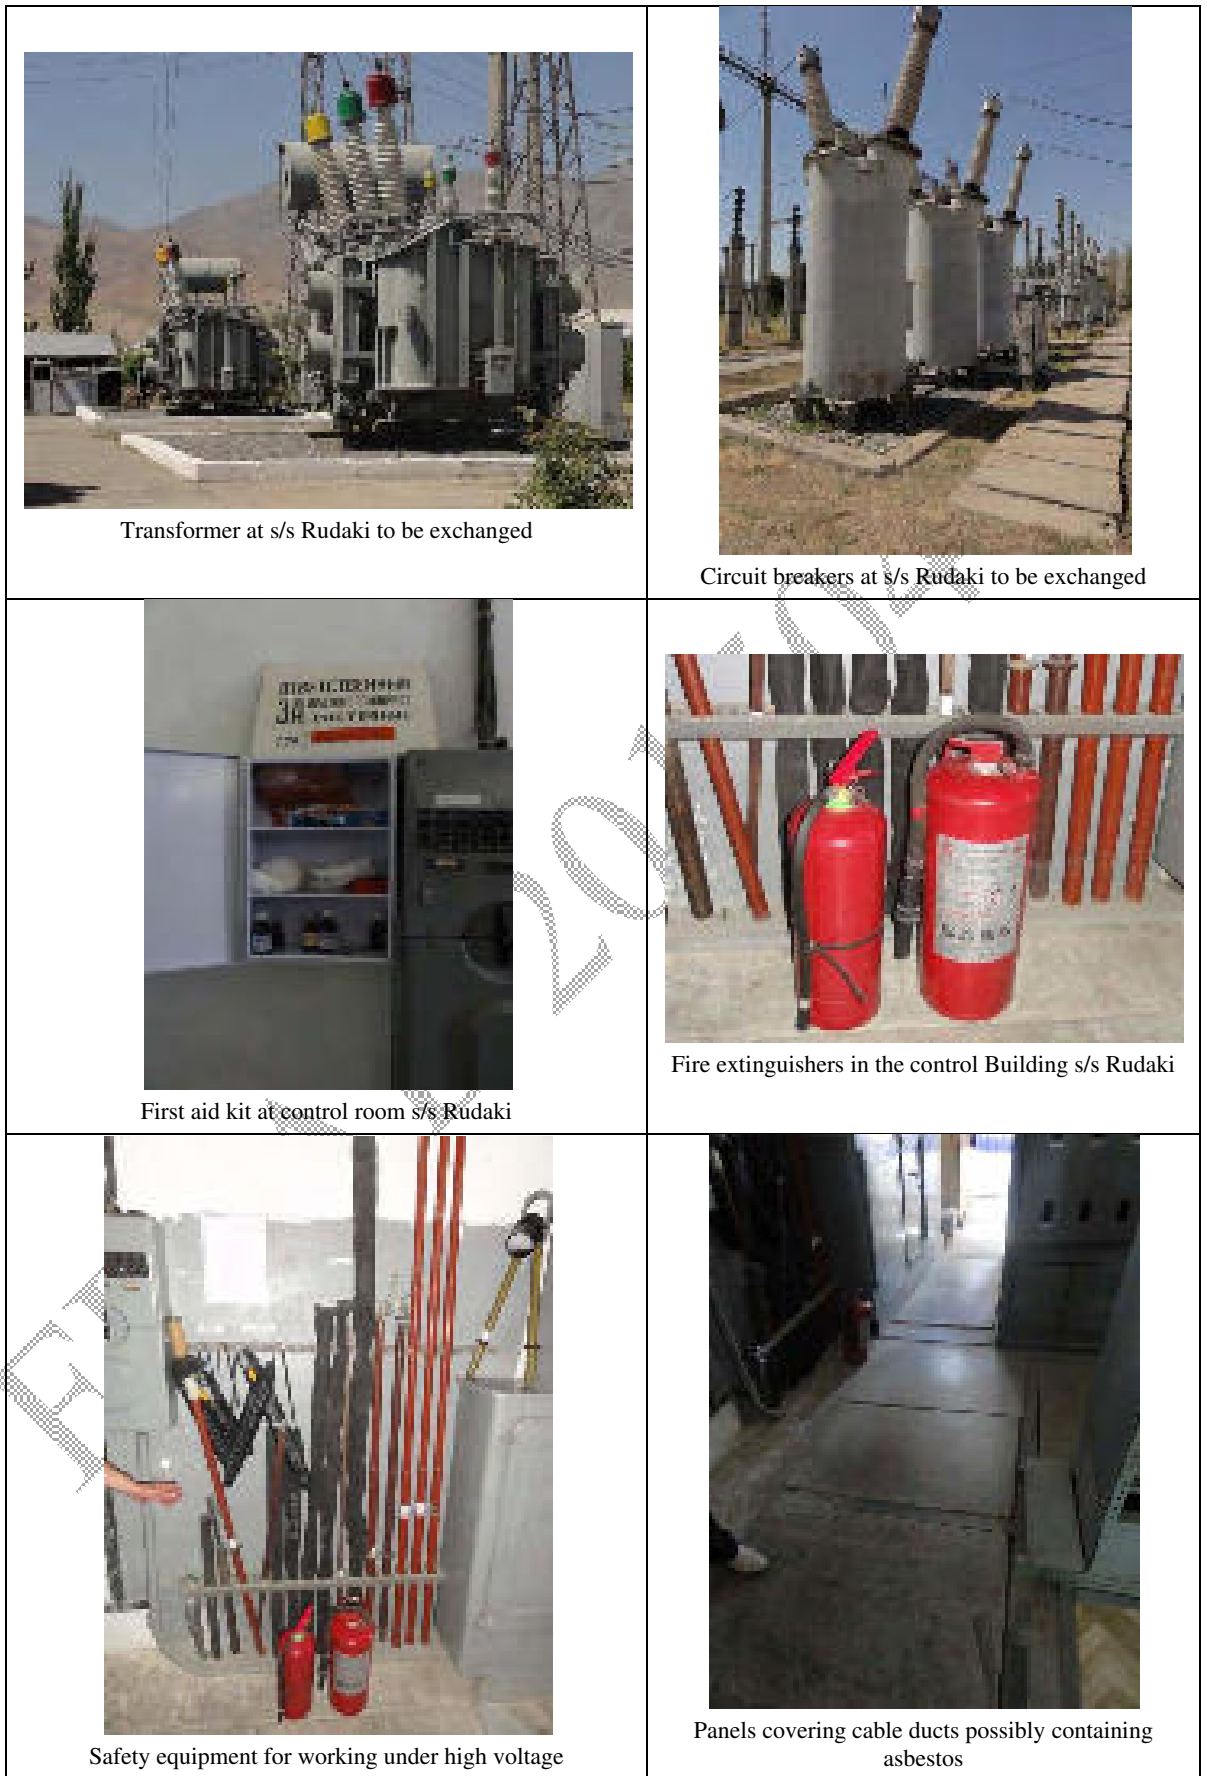 Transformer at s/s Rudaki to be exchanged
Circuit breakers at s/s Rudaki to be exchanged
First aid kit at control room s/s Rudaki
Fire extinguishers in the control Building s/s Rudaki
Safety equipment for working under high voltage
Panels covering cable ducts possibly containing
asbestos